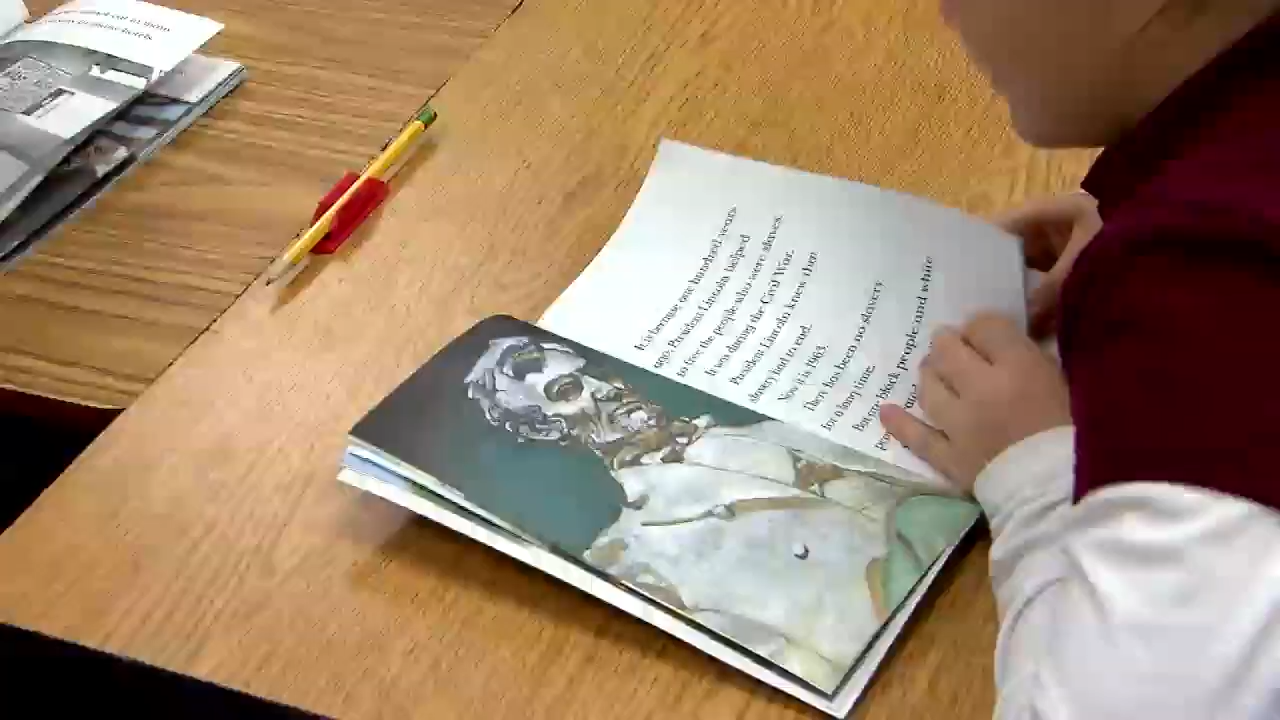 It is because one hundred years
ago, President Lincoln helped
to free the people who were slaves.
It was during the Civil War.
President Lincoln knew then
slavery had to end.
Now it is 1963.
There has been no slavery
for a long time.
But are black people and white